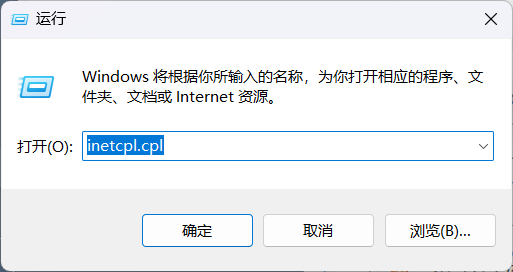 运行
Windows 将根据你所输入的名称，为你打开相应的程序、文
件夹、文档或 Internet 资源。
打开(O): inetcpl.cpl
确定 取消 浏览(B)...